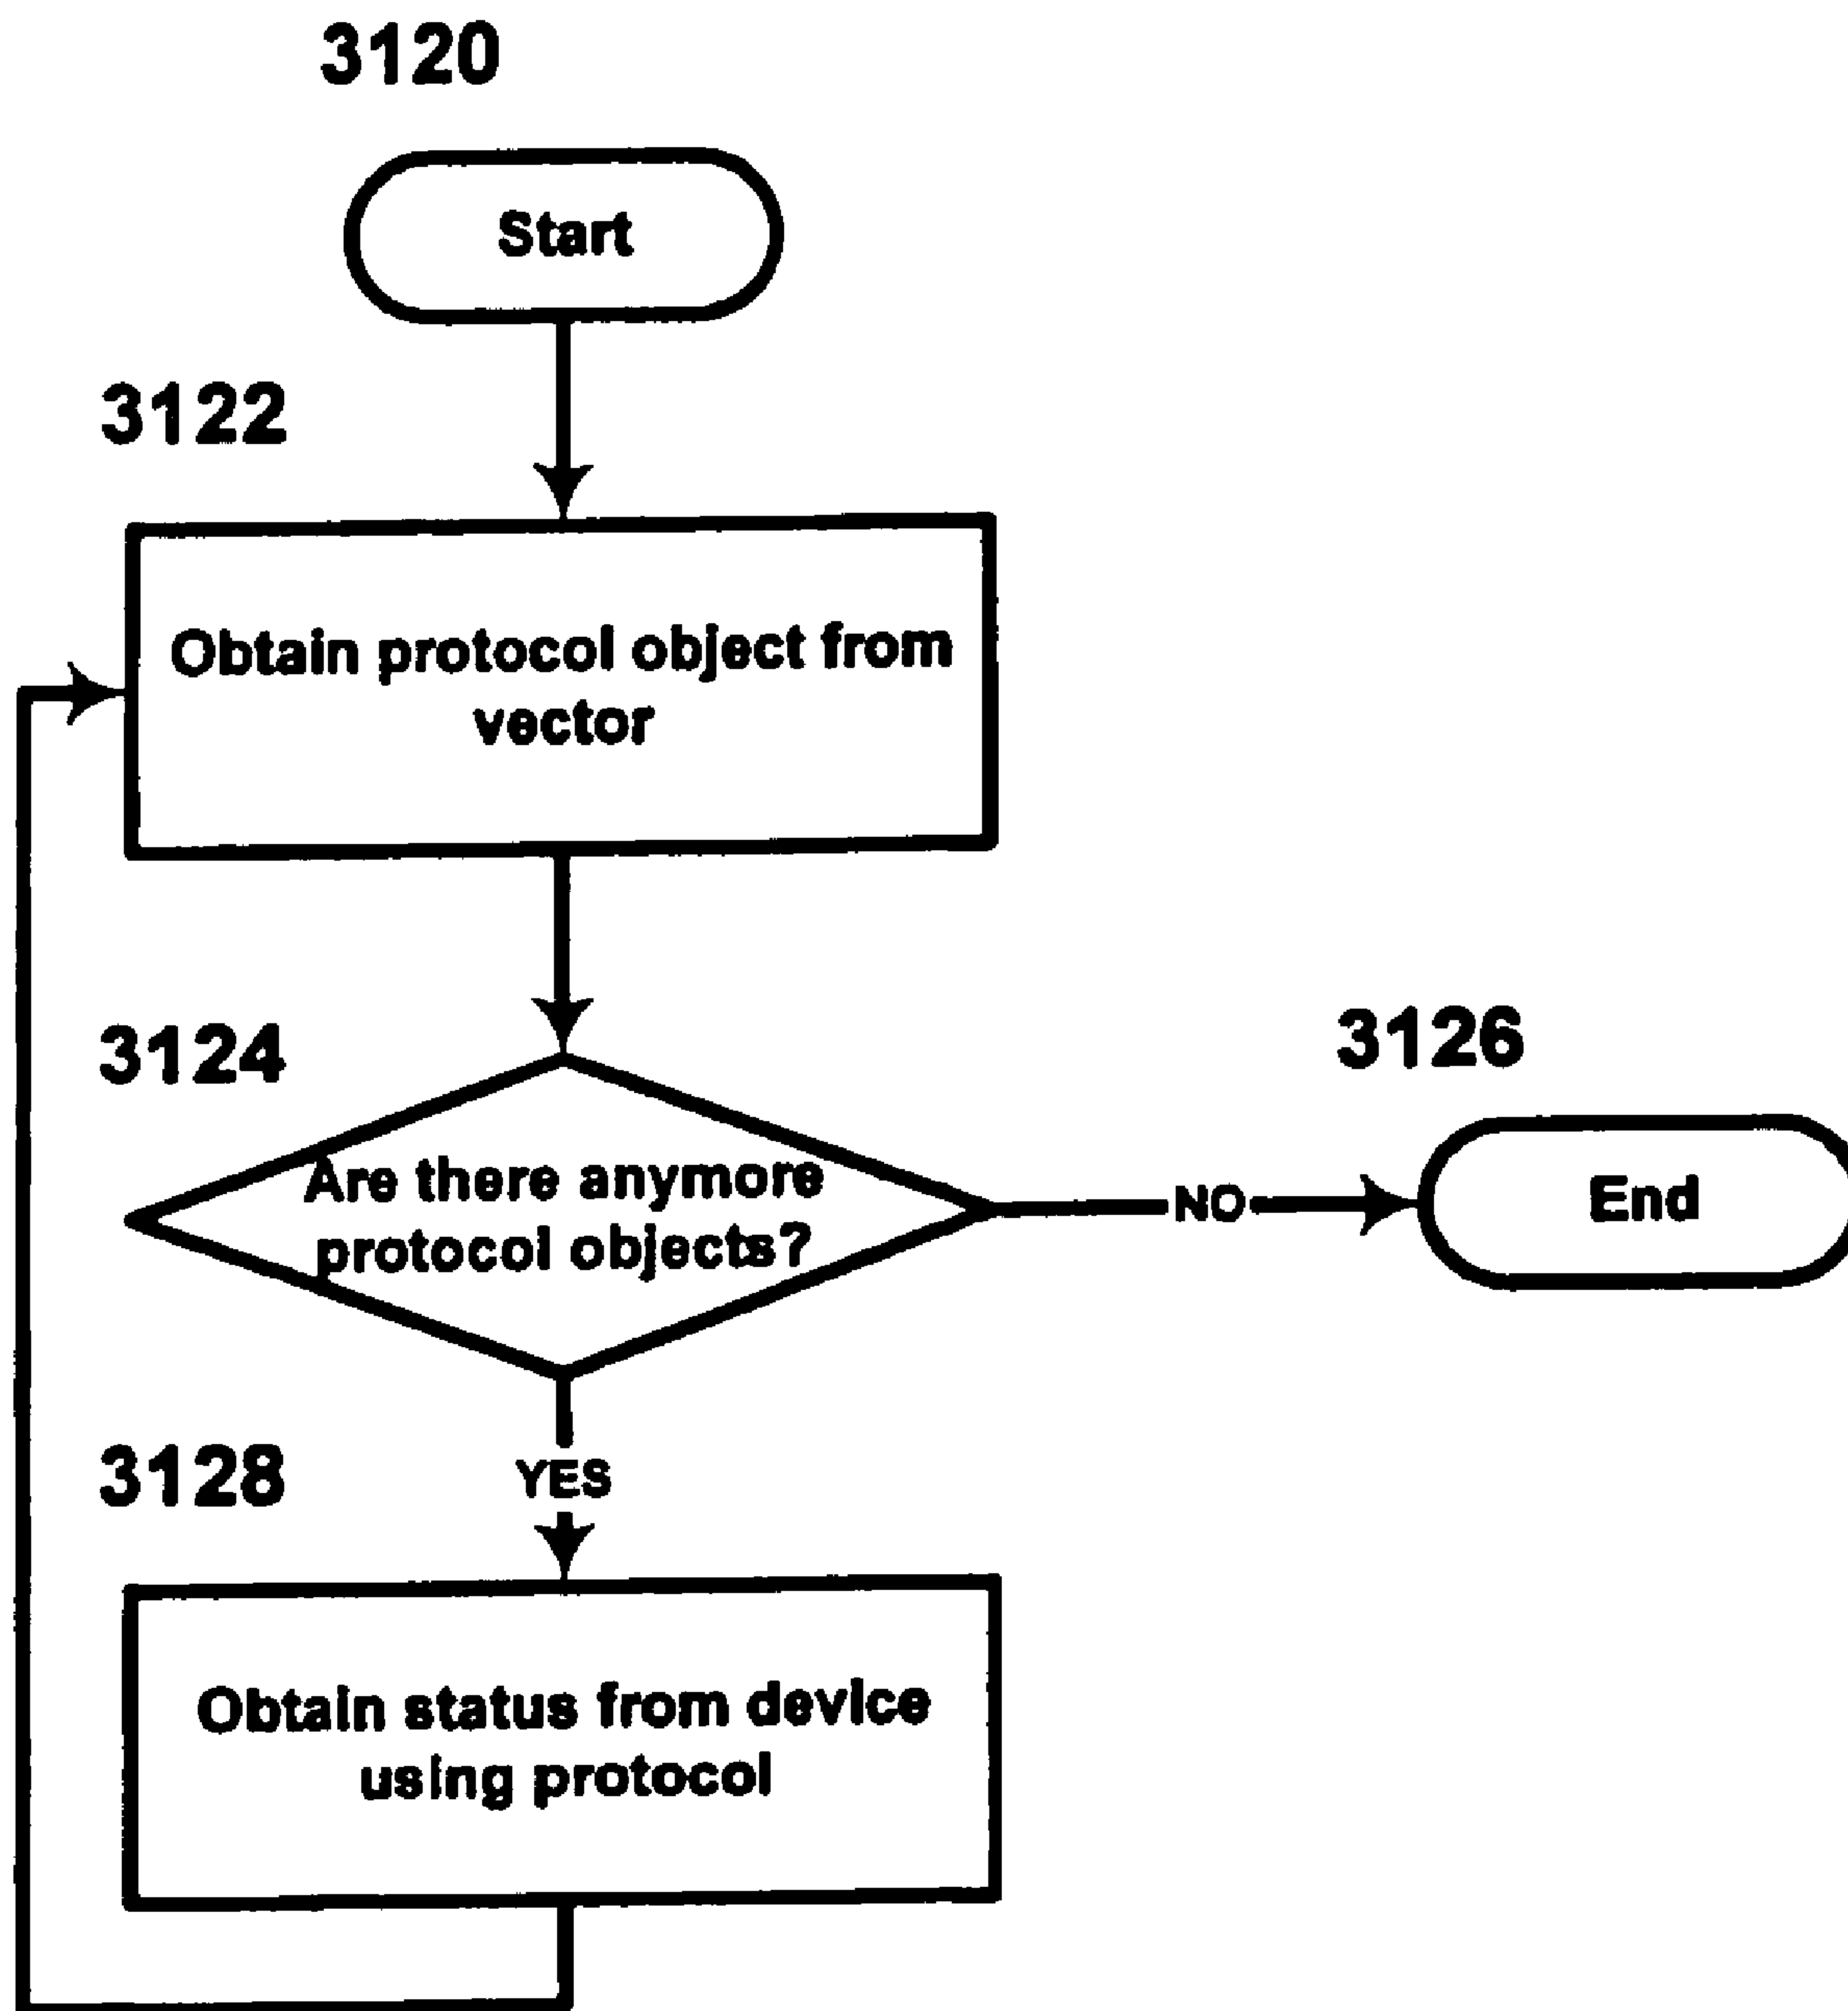 3120
Start
3122
Obtain protocol object from
vector
3124
Are there anymore
protocol objects?
NO
3126
End
YES
3128
Obtain status from device
using protocol